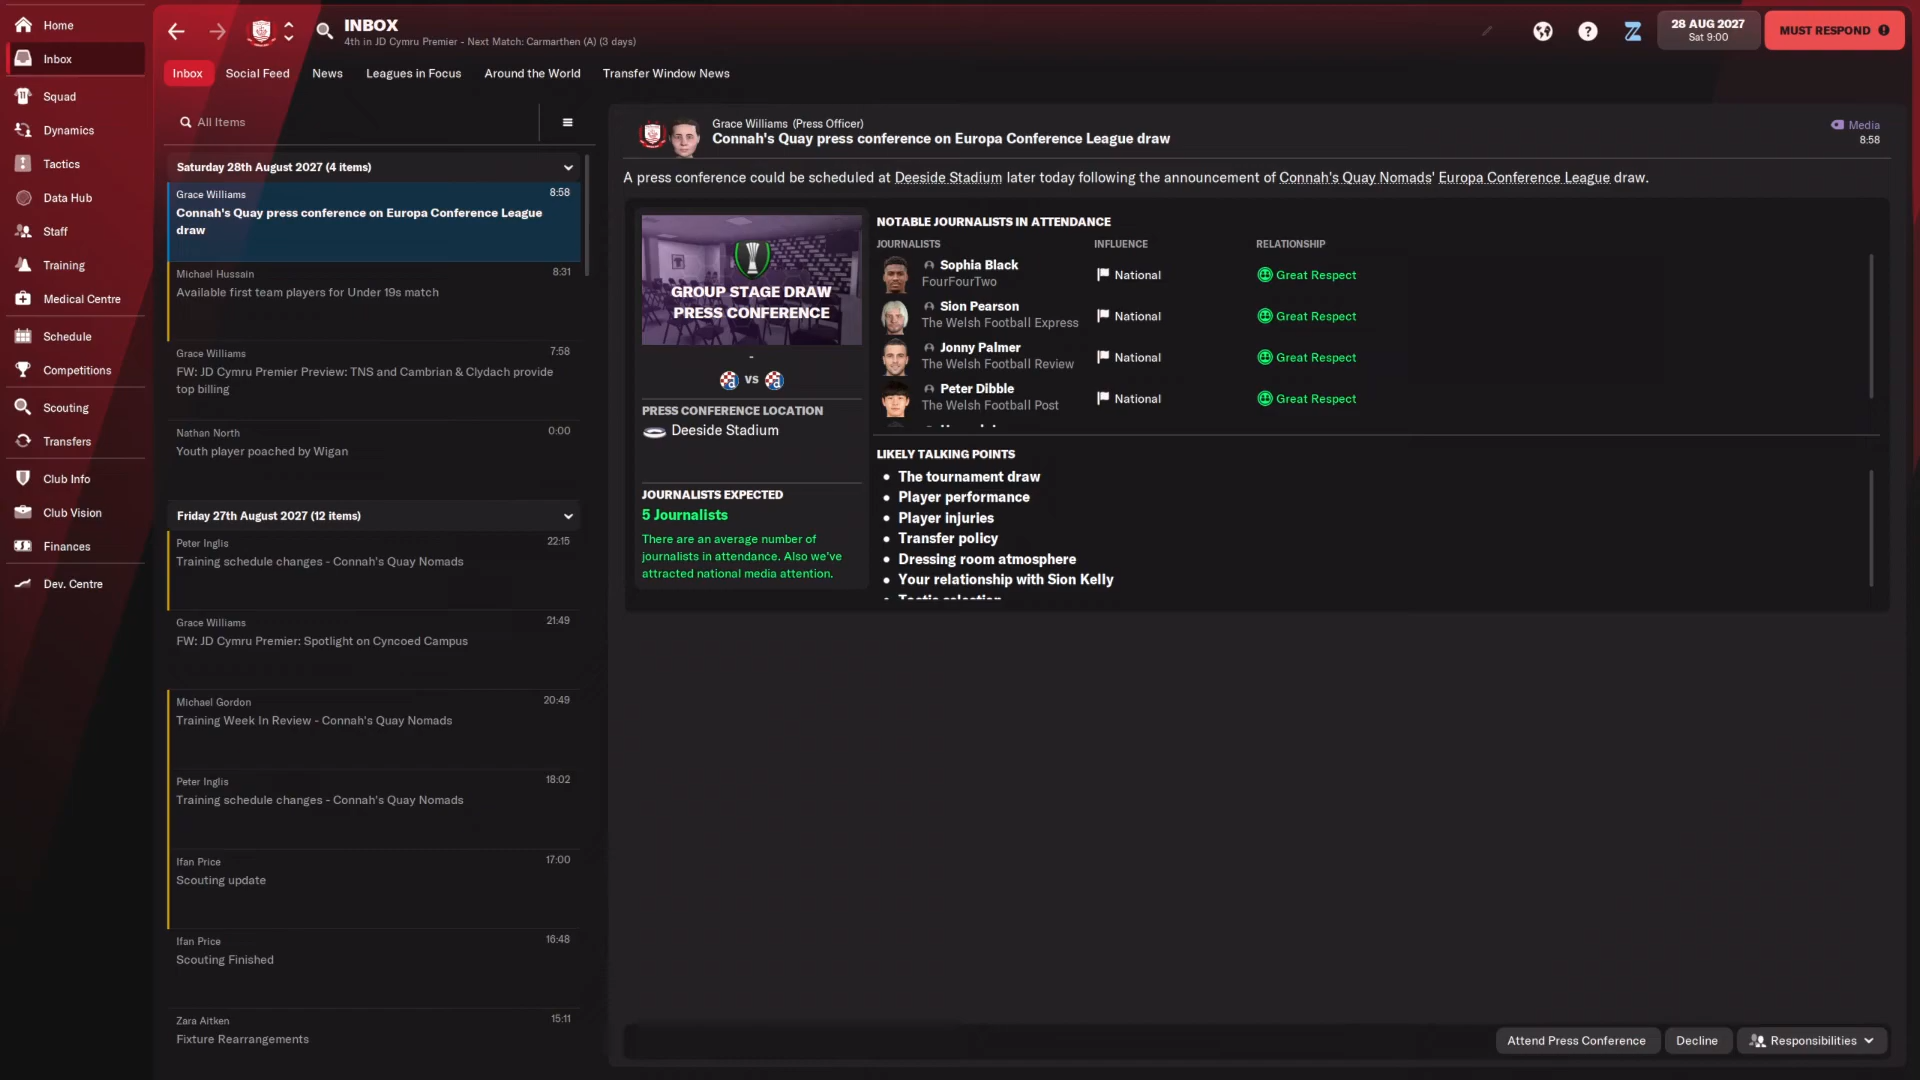 Home
Inbox
Squad
Dynamics
Tactics
Data Hub
Staff
Training
Medical Centre
Schedule
Competitions
Scouting
Transfers
Club Info
Club Vision
Finances
Dev. Centre
INBOX
4th in JD Cymru Premier - Next Match: Carmarthen (A) (3 days)
28 AUG 2027
Sat 9:00
MUST RESPOND
Inbox Social Feed News Leagues in Focus Around the World Transfer Window News
All Items
Saturday 28th August 2027 (4 items)
Grace Williams 8:58
Connah's Quay press conference on Europa Conference League
draw
Michael Hussain 8:31
Available first team players for Under 19s match
Grace Williams 7:58
FW: JD Cymru Premier Preview: TNS and Cambrian & Clydach provide
top billing
Nathan North 0:00
Youth player poached by Wigan
Friday 27th August 2027 (12 items)
Peter Inglis 22:15
Training schedule changes - Connah's Quay Nomads
Grace Williams 21:49
FW: JD Cymru Premier: Spotlight on Cyncoed Campus
Michael Gordon 20:49
Training Week In Review - Connah's Quay Nomads
Peter Inglis 18:02
Training schedule changes - Connah's Quay Nomads
Ifan Price 17:00
Scouting update
Ifan Price 16:48
Scouting Finished
Zara Aitken 15:11
Fixture Rearrangements
Grace Williams (Press Officer)
Connah's Quay press conference on Europa Conference League draw
Media
8:58
A press conference could be scheduled at Deeside Stadium later today following the announcement of Connah's Quay Nomads' Europa Conference League draw.
GROUP STAGE DRAW
PRESS CONFERENCE
-
VS
PRESS CONFERENCE LOCATION
Deeside Stadium
JOURNALISTS EXPECTED
5 Journalists
There are an average number of
journalists in attendance. Also we've
attracted national media attention.
NOTABLE JOURNALISTS IN ATTENDANCE
JOURNALISTS INFLUENCE RELATIONSHIP
Sophia Black
FourFourTwo
National Great Respect
Sion Pearson
The Welsh Football Express
National Great Respect
Jonny Palmer
The Welsh Football Review
National Great Respect
Peter Dibble
The Welsh Football Post
National Great Respect
LIKELY TALKING POINTS
• The tournament draw
• Player performance
• Player injuries
• Transfer policy
• Dressing room atmosphere
• Your relationship with Sion Kelly
• Tactic selection
Attend Press Conference Decline Responsibilities